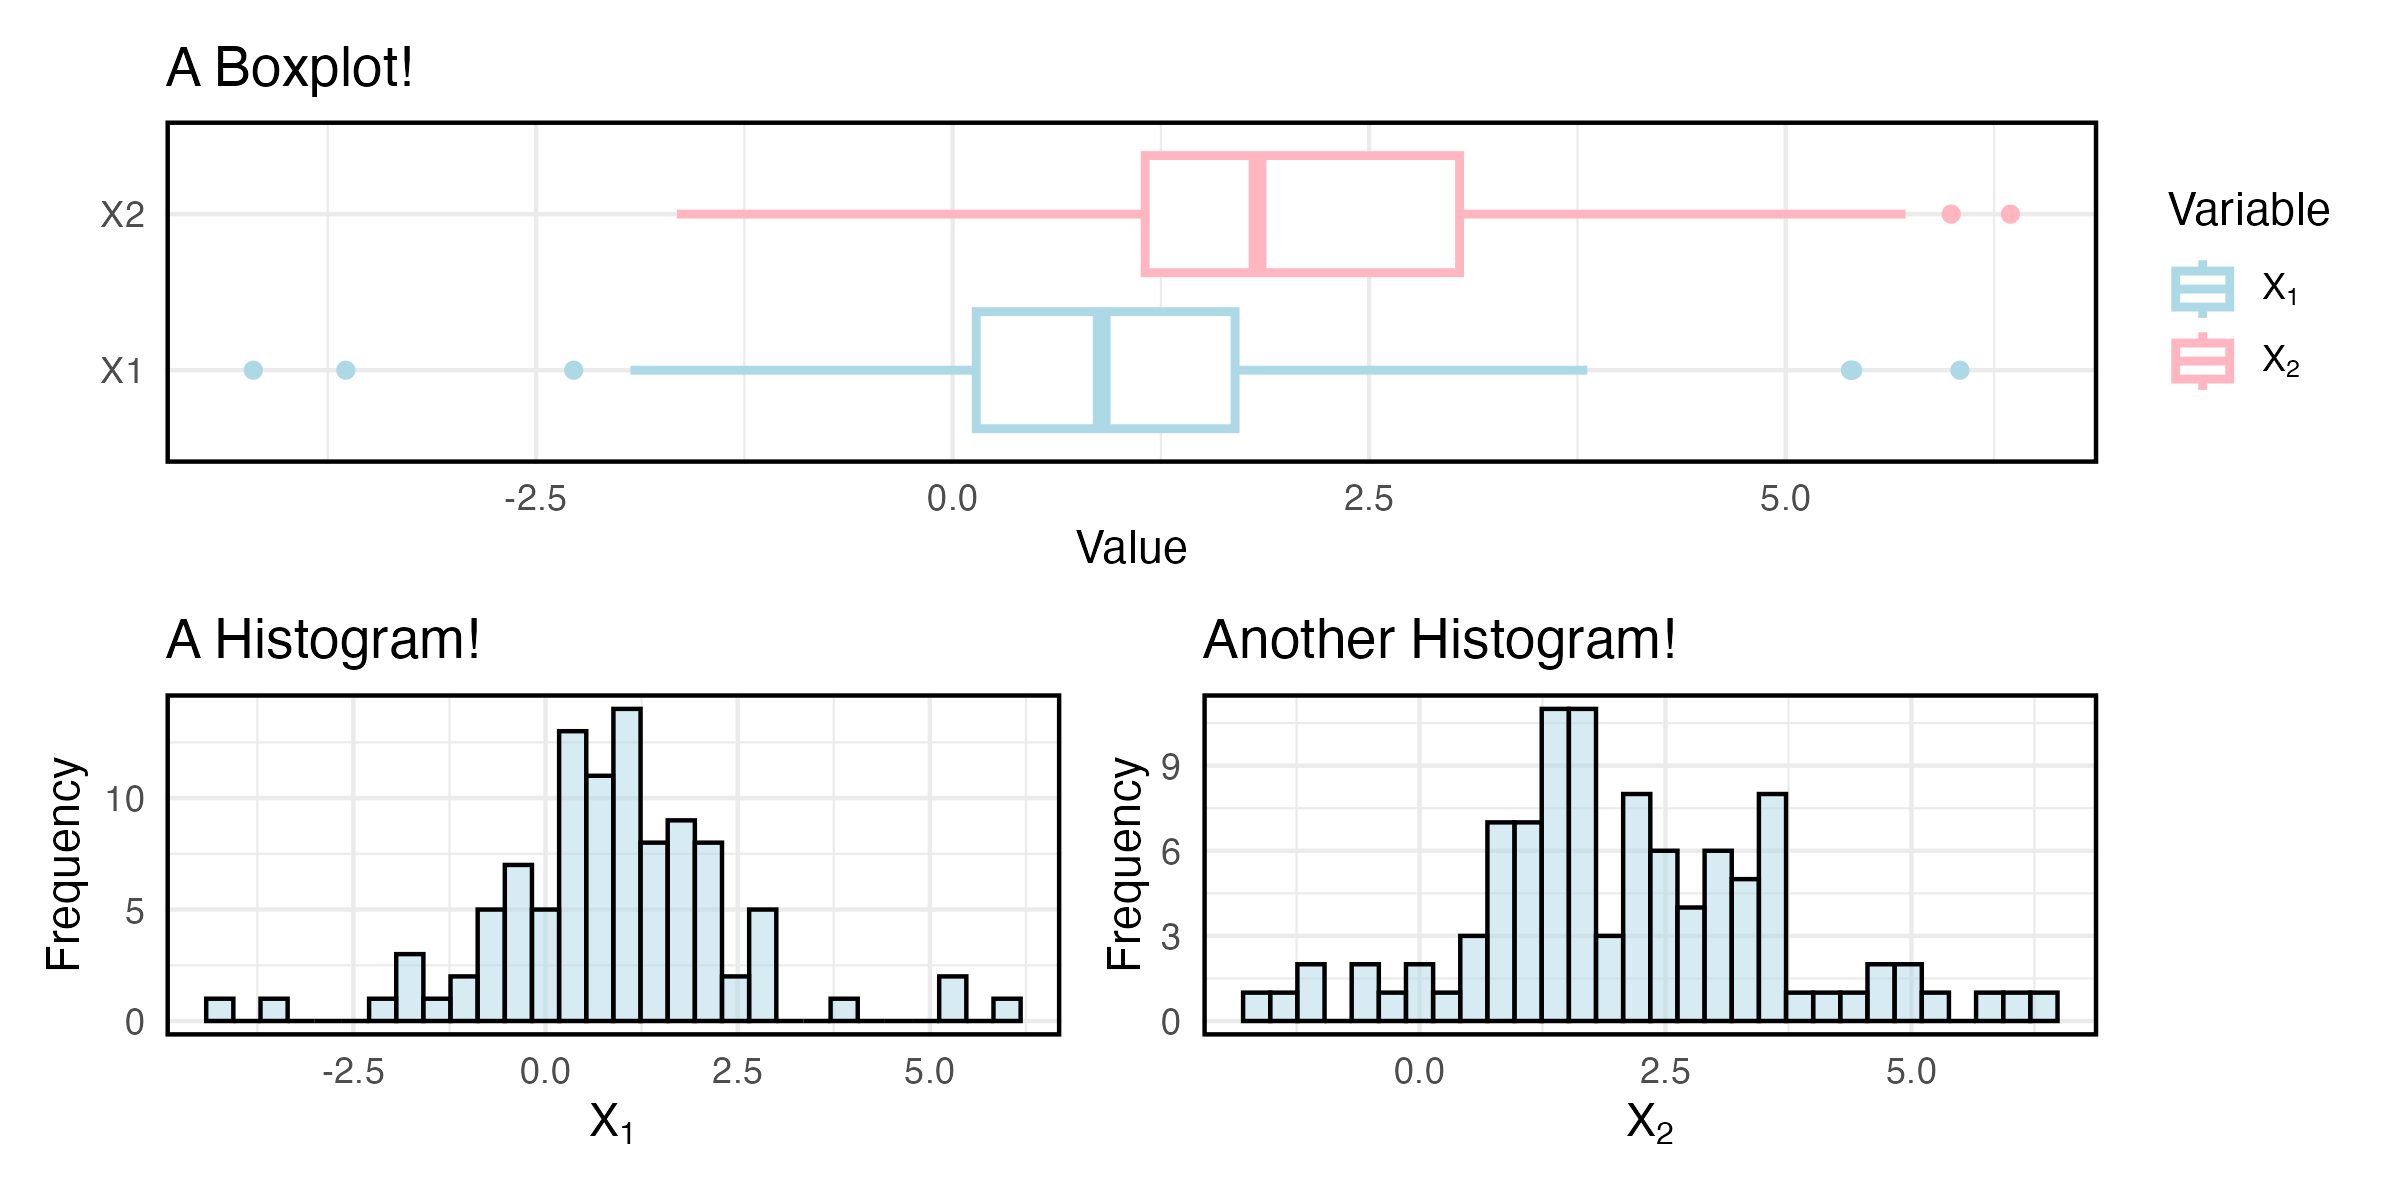 A Boxplot!
X2
X1
-2.5 0.0 2.5 5.0
Value
Variable
X₁
X₂
A Histogram!
Frequency
10
5
0
-2.5 0.0 2.5 5.0
X₁
Another Histogram!
Frequency
9
6
3
0
0.0 2.5 5.0
X₂